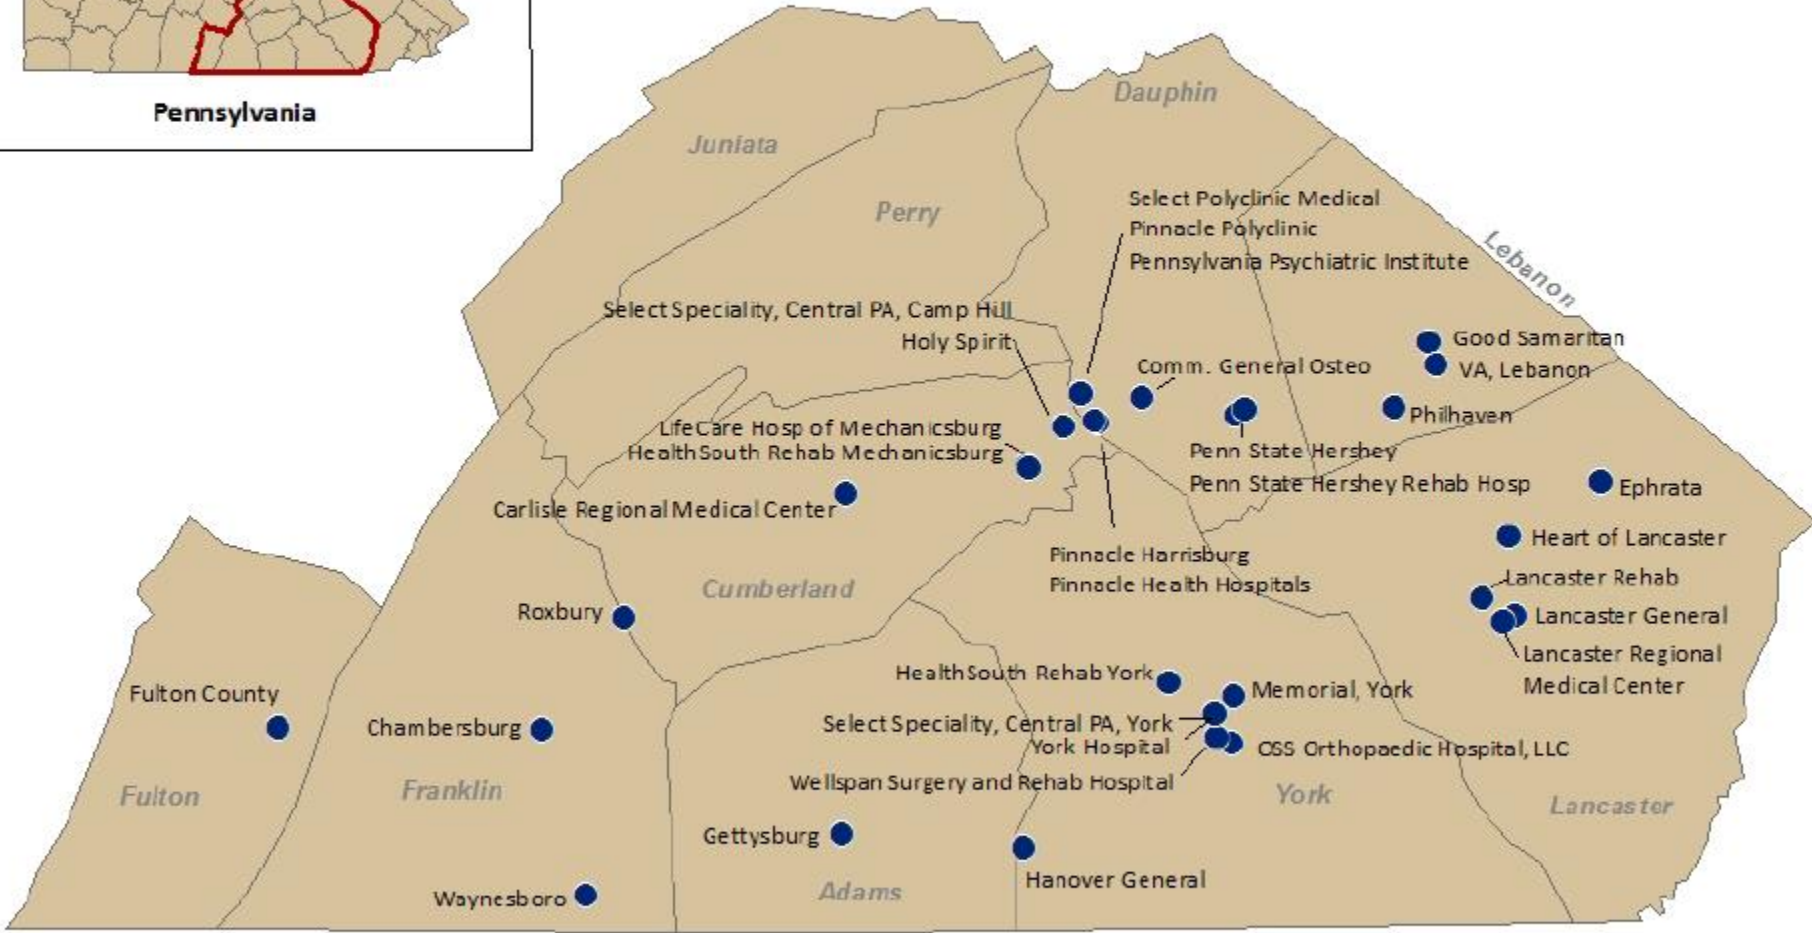 Pennsylvania
Dauphin
Juniata
Perry
Lebanon
Select Polyclinic Medical
Pinnacle Polyclinic
Pennsylvania Psychiatric Institute
Select Speciality, Central PA, Camp Hill
Holy Spirit
Good Samaritan
VA, Lebanon
Comm. General Osteo
Philhaven
LifeCare Hosp of Mechanicsburg
HealthSouth Rehab Mechanicsburg
Penn State Hershey
Penn State Hershey Rehab Hosp
Ephrata
Carlisle Regional Medical Center
Heart of Lancaster
Pinnacle Harrisburg
Pinnacle Health Hospitals
Lancaster Rehab
Cumberland
Roxbury
Lancaster General
Lancaster Regional
Medical Center
HealthSouth Rehab York
Memorial, York
Fulton County
Chambersburg
Select Speciality, Central PA, York
York Hospital
OSS Orthopaedic Hospital, LLC
Wellspan Surgery and Rehab Hospital
Fulton
Franklin
York
Lancaster
Gettysburg
Hanover General
Adams
Waynesboro